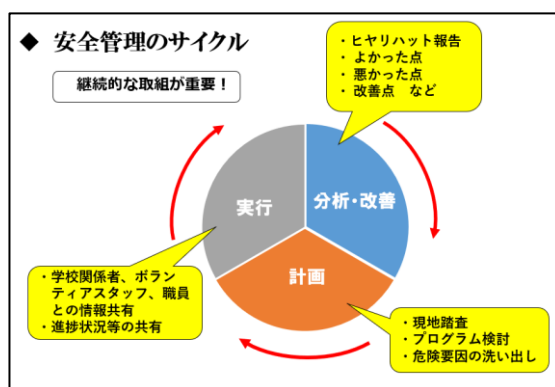 ◆ 安全管理のサイクル
継続的な取組が重要！
・ヒヤリハット報告
・よかった点
・悪かった点
・改善点　など
実行
分析・改善
計画
・学校関係者、ボラン
ティアスタッフ、職員
との情報共有
・進捗状況等の共有
・現地踏査
・プログラム検討
・危険要因の洗い出し